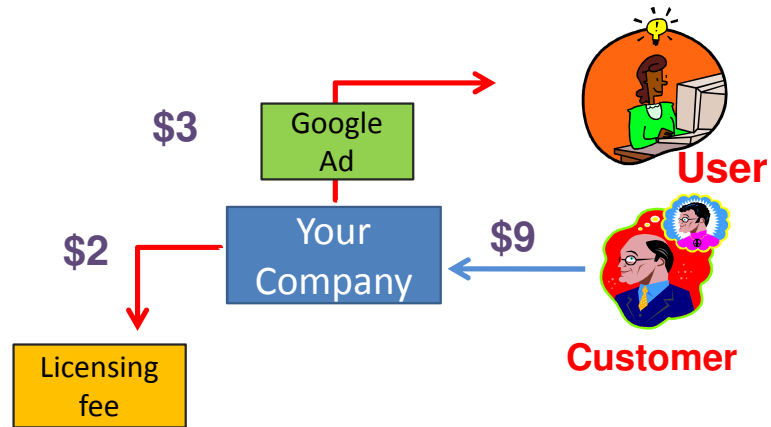 $3
Google
Ad
User
$2
Your
Company
$9
Customer
Licensing
fee